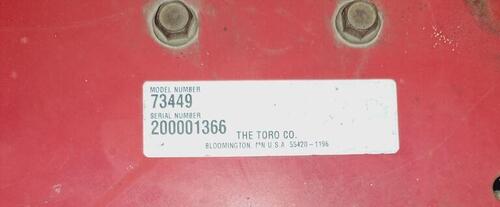 MODEL NUMBER
73449
SERIAL NUMBER
200001366
THE TORO CO.
BLOOMINGTON, MN U.S.A. 55420-1196